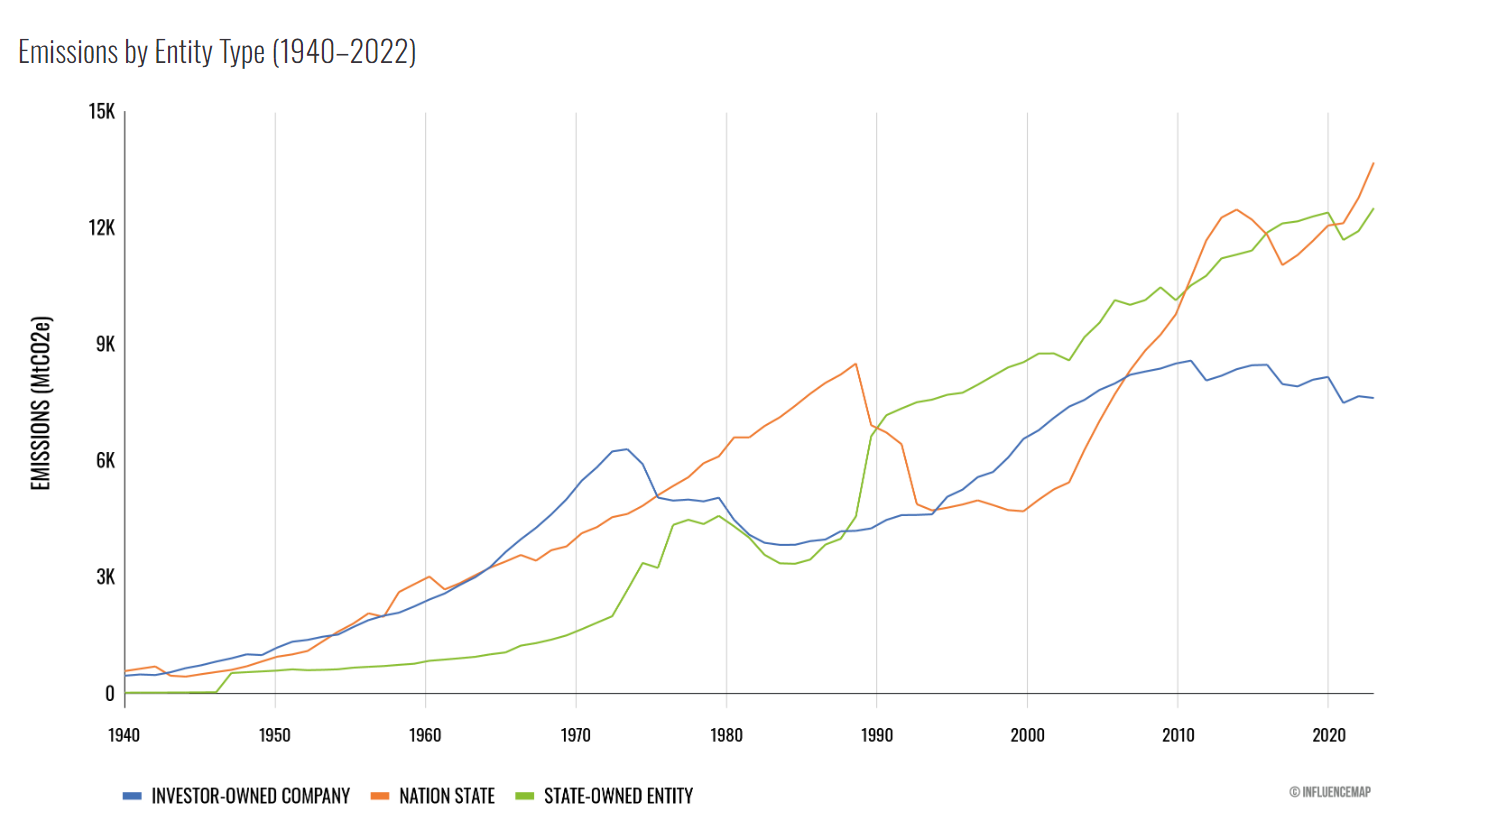 Emissions by Entity Type (1940–2022)
15K
12K
9K
6K
3K
0
EMISSIONS (MtCO2e)
1940 1950 1960 1970 1980 1990 2000 2010 2020
INVESTOR-OWNED COMPANY NATION STATE STATE-OWNED ENTITY
© INFLUENCEMAP